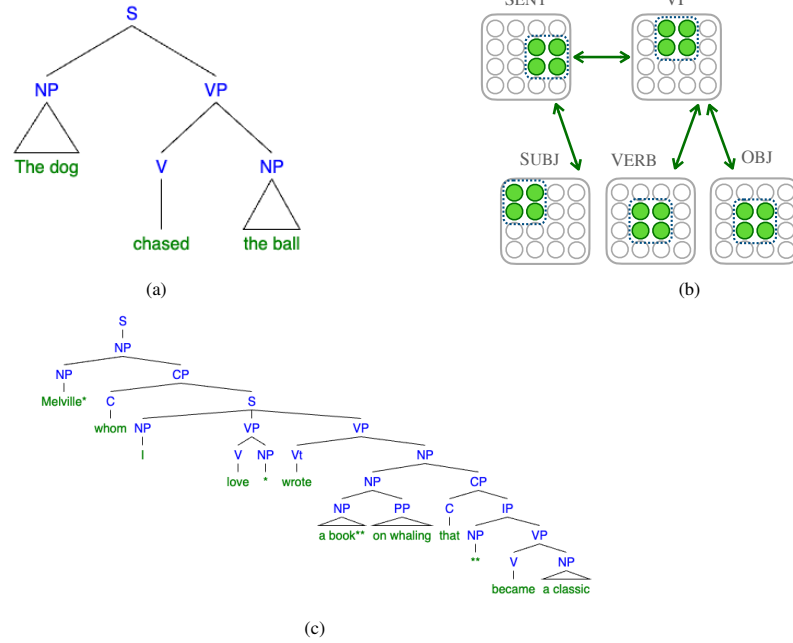 S
NP VP
The dog V NP
chased the ball
(a)
SENT VP
SUBJ VERB OBJ
(b)
S
NP
NP CP
Melville* C S
whom NP VP VP
I V NP Vt NP
love * wrote NP CP
NP PP C IP
a book** on whaling that NP VP
** V NP
became a classic
(c)